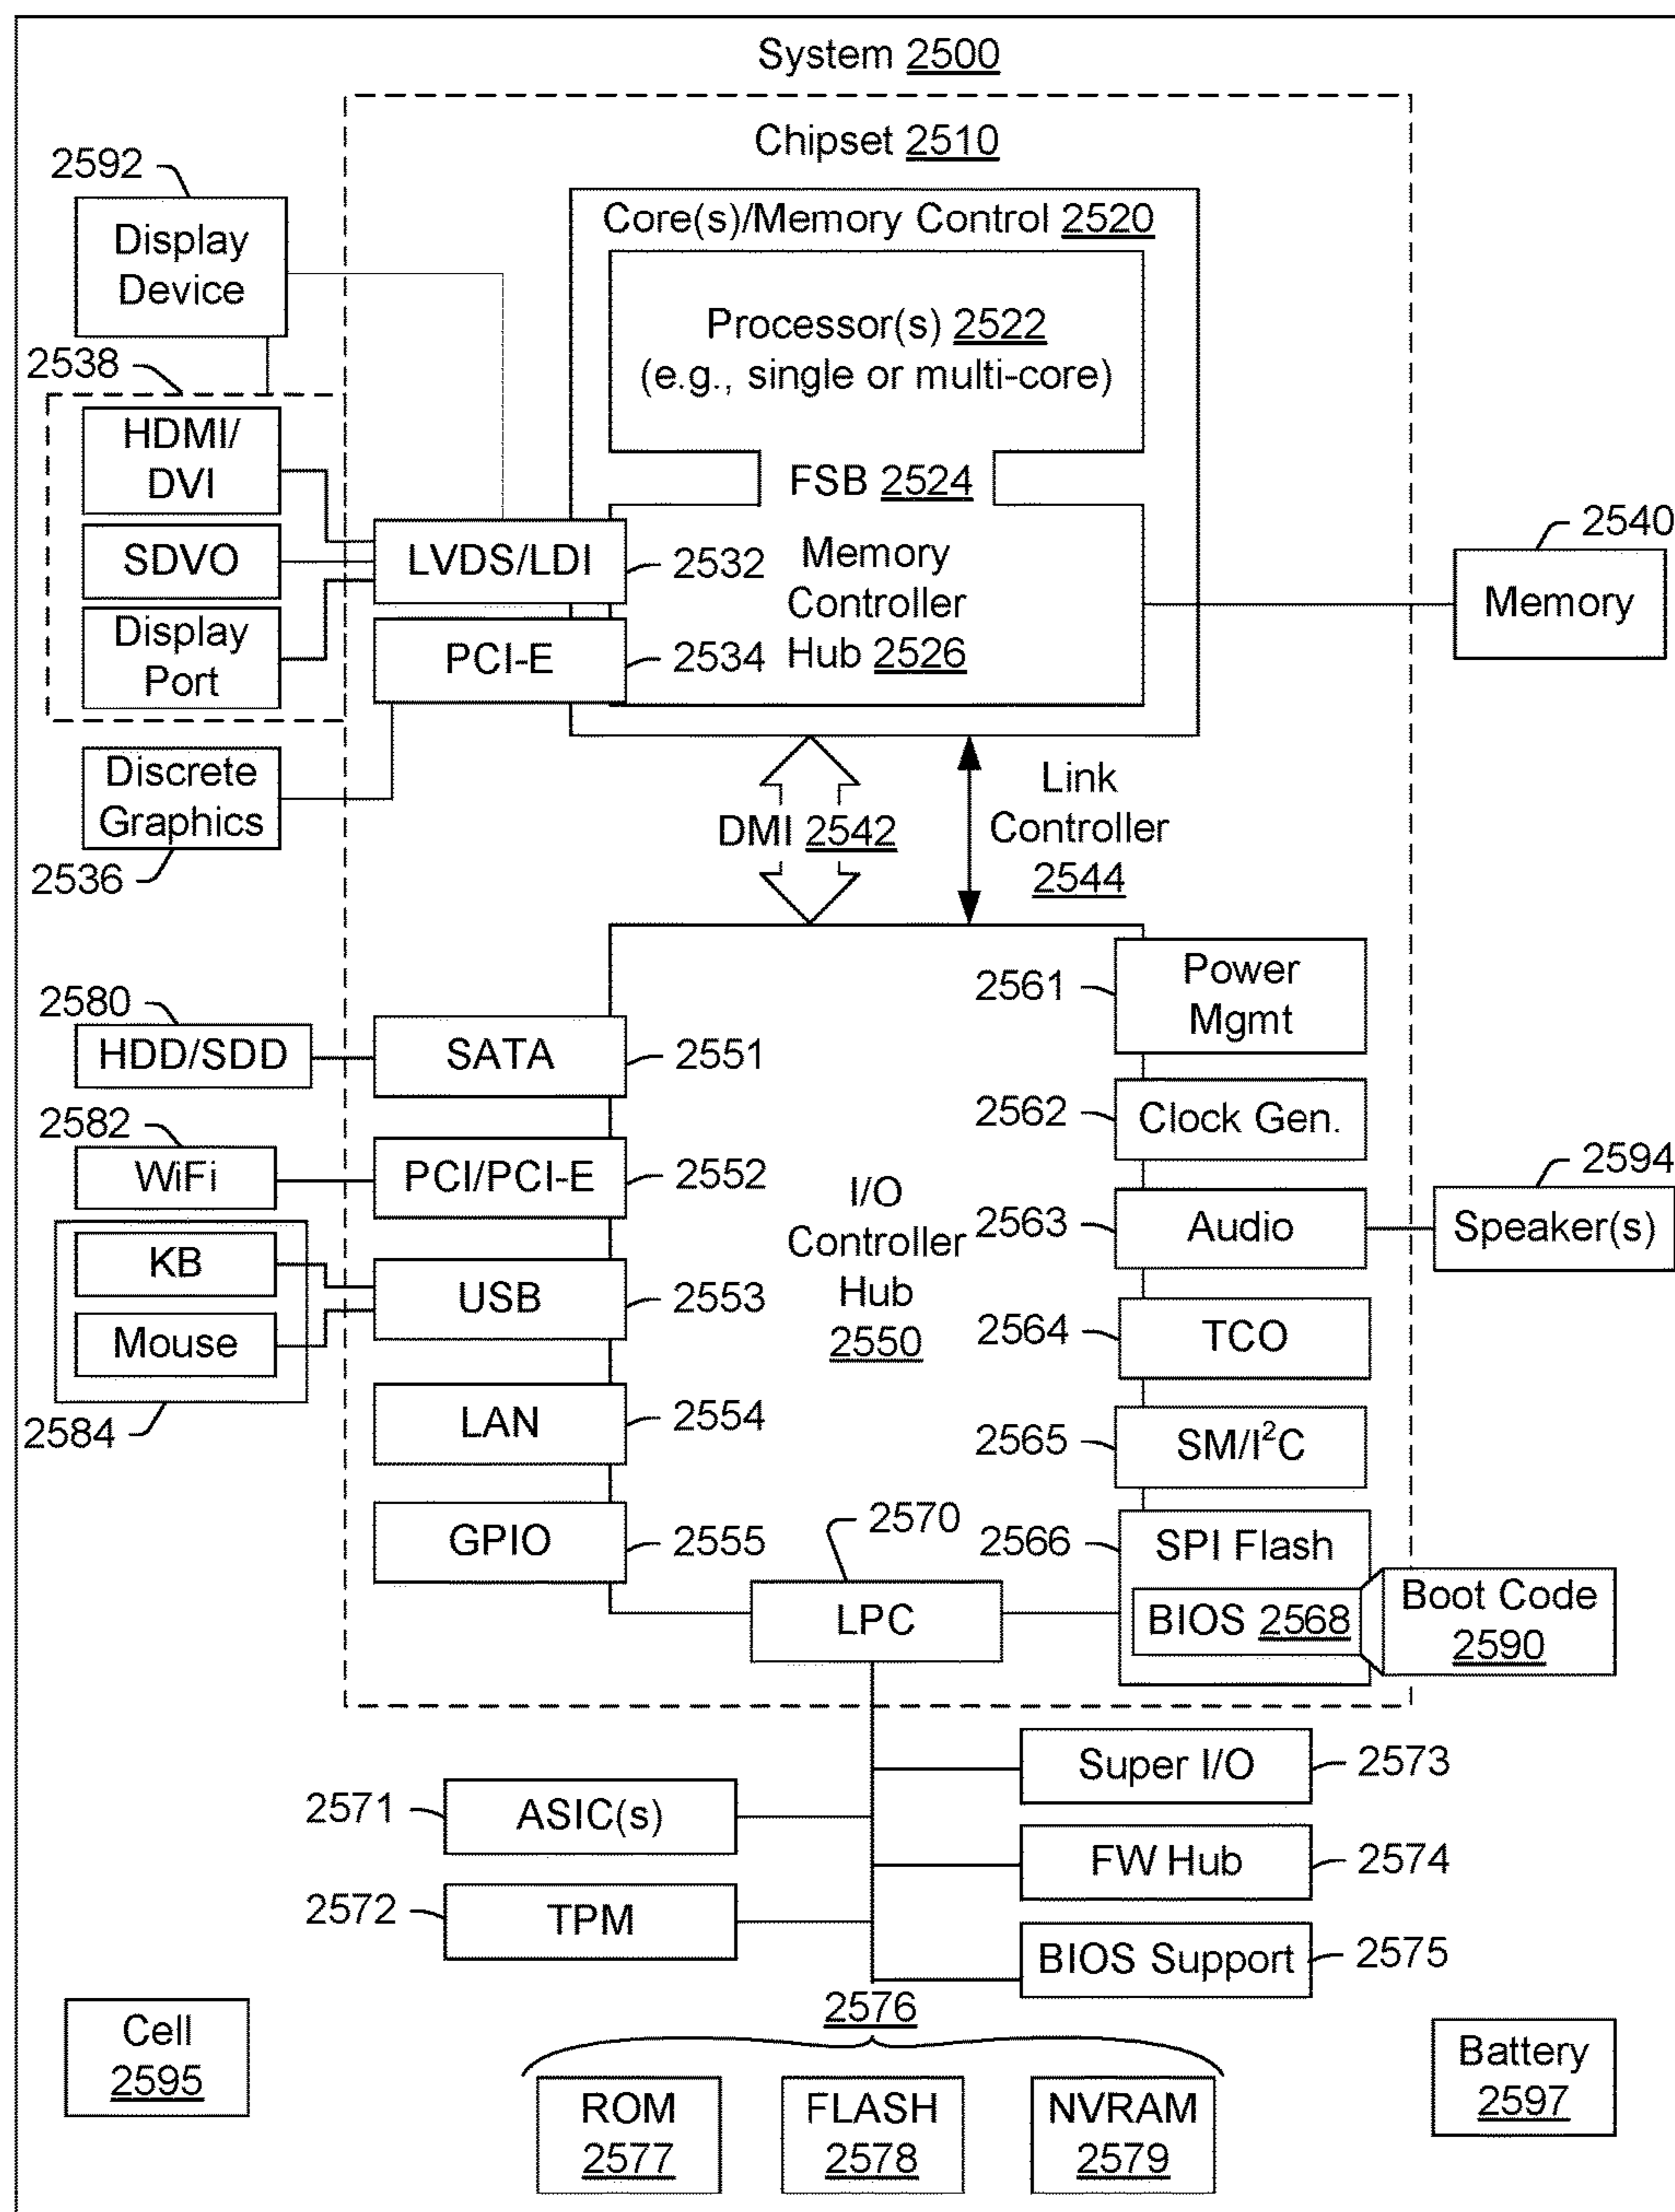 System 2500
Chipset 2510
2592
Display
Device
Core(s)/Memory Control 2520
Processor(s) 2522
(e.g., single or multi-core)
FSB 2524
Memory
Controller
Hub 2526
2538
HDMI/
DVI
SDVO
Display
Port
LVDS/LDI
2532
PCI-E
2534
2540
Memory
Discrete
Graphics
2536
DMI 2542
Link
Controller
2544
2580
HDD/SDD
SATA
2551
2582
WiFi
PCI/PCI-E
2552
KB
Mouse
2584
USB
2553
LAN
2554
GPIO
2555
I/O
Controller
Hub
2550
2561
Power
Mgmt
2562
Clock Gen.
2563
Audio
2594
Speaker(s)
2564
TCO
2565
SM/I²C
2566
SPI Flash
BIOS 2568
Boot Code
2590
2570
LPC
2571
ASIC(s)
2572
TPM
Super I/O
2573
FW Hub
2574
BIOS Support
2575
Cell
2595
2576
ROM
2577
FLASH
2578
NVRAM
2579
Battery
2597